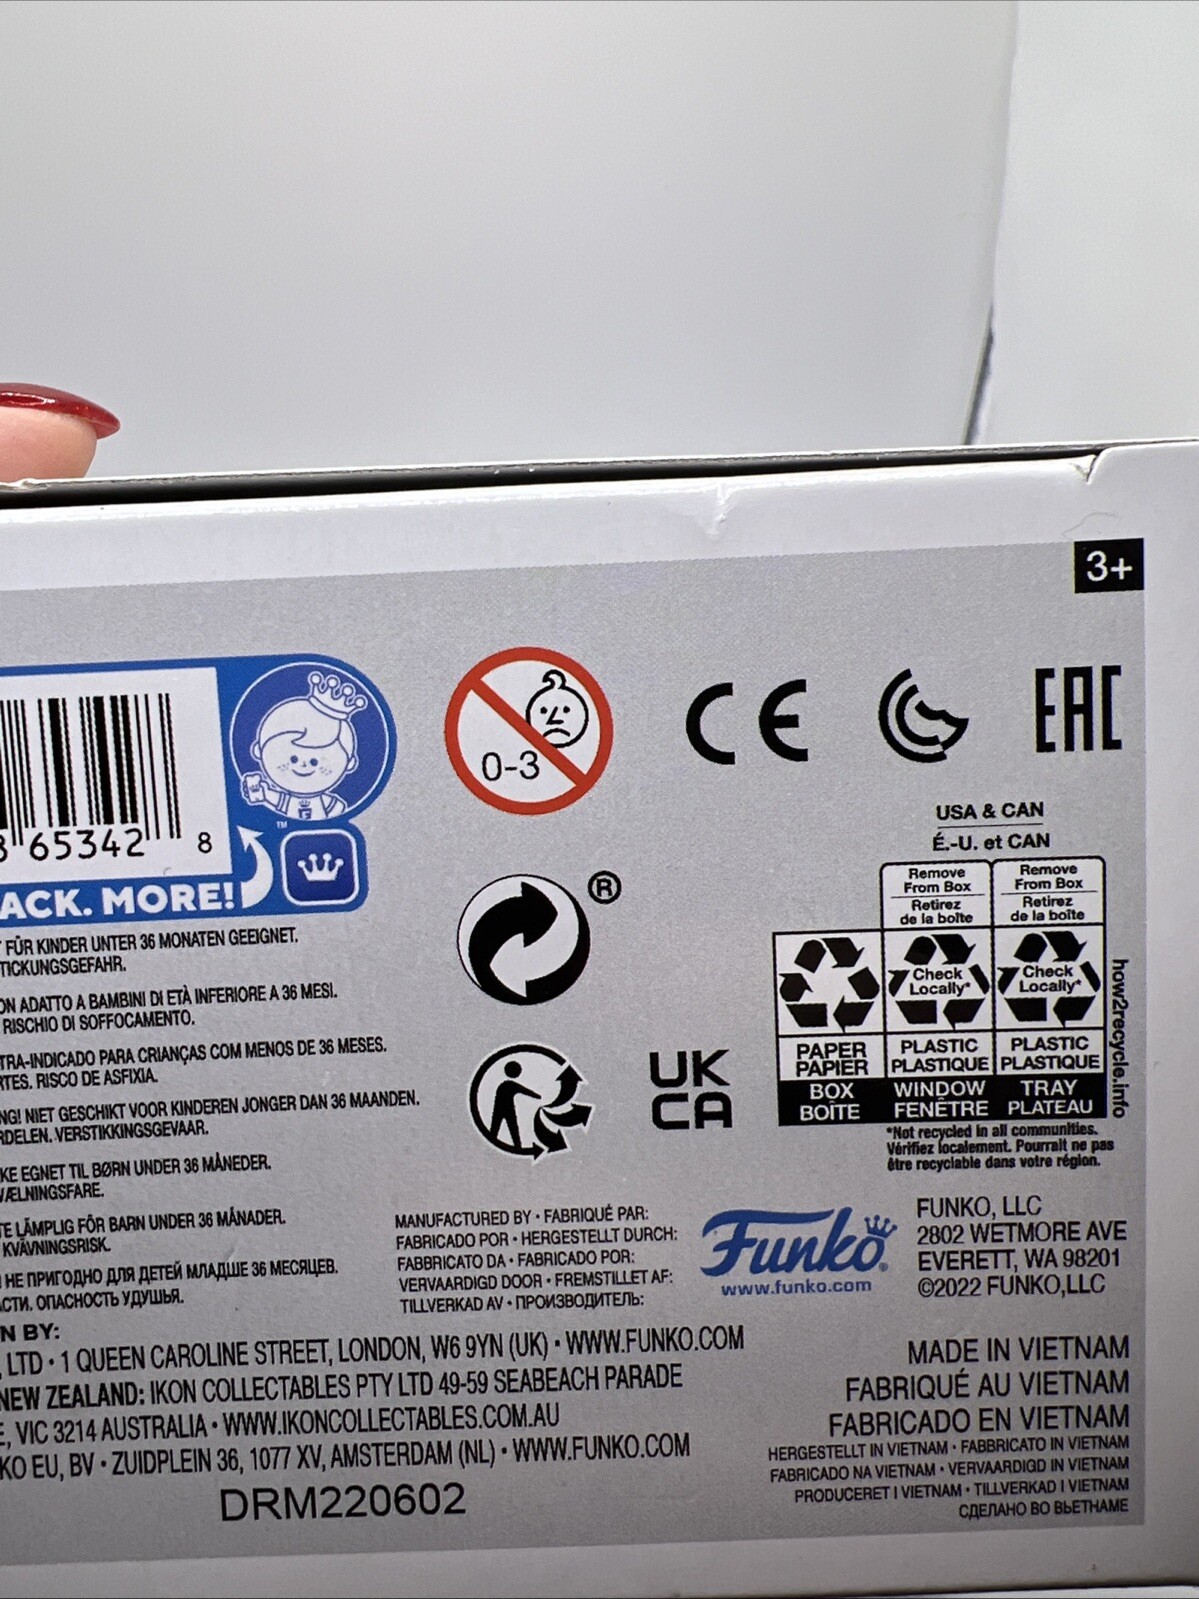 3+
0-3
CE
EAC
65342 8
ACK. MORE!
™
®
FÜR KINDER UNTER 36 MONATEN GEEIGNET.
TICKUNGSGEFAHR.
ON ADATTO A BAMBINI DI ETÀ INFERIORE A 36 MESI.
RISCHIO DI SOFFOCAMENTO.
TRA-INDICADO PARA CRIANÇAS COM MENOS DE 36 MESES.
RTES. RISCO DE ASFIXIA.
NG! NIET GESCHIKT VOOR KINDEREN JONGER DAN 36 MAANDEN.
RDELEN. VERSTIKKINGSGEVAAR.
KE EGNET TIL BØRN UNDER 36 MÅNEDER.
VÆLNINGSFARE.
TE LÄMPLIG FÖR BARN UNDER 36 MÅNADER.
KVÄVNINGSRISK.
НЕ ПРИГОДНО ДЛЯ ДЕТЕЙ МЛАДШЕ 36 МЕСЯЦЕВ.
АСТИ. ОПАСНОСТЬ УДУШЬЯ.
UK
CA
USA & CAN
É.-U. et CAN
Remove
From Box
Retirez
de la boîte
Remove
From Box
Retirez
de la boîte
Check
Locally*
Check
Locally*
PAPER
PAPIER
PLASTIC
PLASTIQUE
PLASTIC
PLASTIQUE
BOX
BOÎTE
WINDOW
FENÊTRE
TRAY
PLATEAU
how2recycle.info
*Not recycled in all communities.
Vérifiez localement. Pourrait ne pas
être recyclable dans votre région.
MANUFACTURED BY • FABRIQUÉ PAR:
FABRICADO POR • HERGESTELLT DURCH:
FABBRICATO DA • FABRICADO POR:
VERVAARDIGD DOOR • FREMSTILLET AF:
TILLVERKAD AV • ПРОИЗВОДИТЕЛЬ:
Funko®
www.funko.com
FUNKO, LLC
2802 WETMORE AVE
EVERETT, WA 98201
©2022 FUNKO,LLC
N BY:
, LTD • 1 QUEEN CAROLINE STREET, LONDON, W6 9YN (UK) • WWW.FUNKO.COM
NEW ZEALAND: IKON COLLECTABLES PTY LTD 49-59 SEABEACH PARADE
E, VIC 3214 AUSTRALIA • WWW.IKONCOLLECTABLES.COM.AU
KO EU, BV • ZUIDPLEIN 36, 1077 XV, AMSTERDAM (NL) • WWW.FUNKO.COM
DRM220602
MADE IN VIETNAM
FABRIQUÉ AU VIETNAM
FABRICADO EN VIETNAM
HERGESTELLT IN VIETNAM • FABBRICATO IN VIETNAM
FABRICADO NA VIETNAM • VERVAARDIGD IN VIETNAM
PRODUCERET I VIETNAM • TILLVERKAD I VIETNAM
СДЕЛАНО ВО ВЬЕТНАМЕ